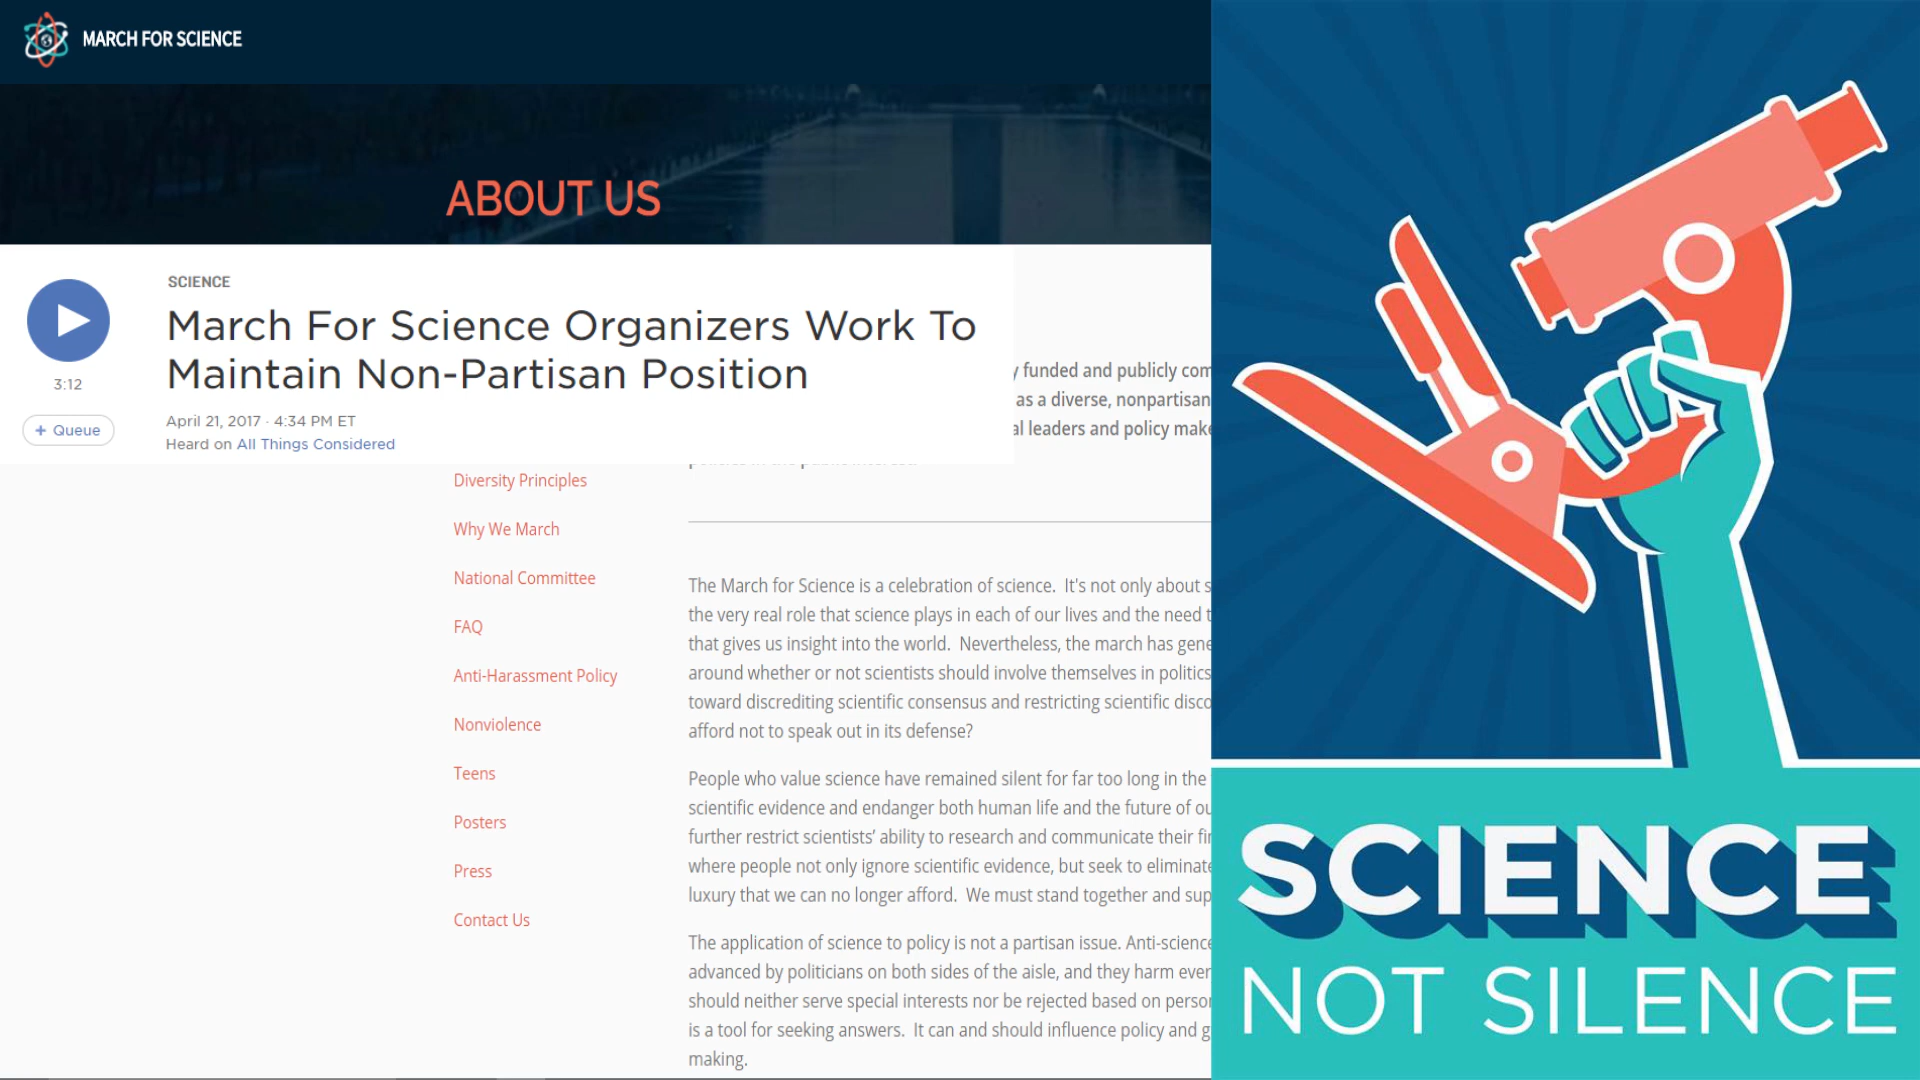 MARCH FOR SCIENCE
ABOUT US
SCIENCE
March For Science Organizers Work To
Maintain Non-Partisan Position
3:12
+ Queue
April 21, 2017 · 4:34 PM ET
Heard on All Things Considered
funded and publicly com
as a diverse, nonpartisan
al leaders and policy make
Diversity Principles
Why We March
National Committee
FAQ
Anti-Harassment Policy
Nonviolence
Teens
Posters
Press
Contact Us
The March for Science is a celebration of science. It's not only about s
the very real role that science plays in each of our lives and the need t
that gives us insight into the world. Nevertheless, the march has gene
around whether or not scientists should involve themselves in politics
toward discrediting scientific consensus and restricting scientific disco
afford not to speak out in its defense?
People who value science have remained silent for far too long in the
scientific evidence and endanger both human life and the future of ou
further restrict scientists' ability to research and communicate their fir
where people not only ignore scientific evidence, but seek to eliminate
luxury that we can no longer afford. We must stand together and sup
The application of science to policy is not a partisan issue. Anti-science
advanced by politicians on both sides of the aisle, and they harm ever
should neither serve special interests nor be rejected based on person
is a tool for seeking answers. It can and should influence policy and g
making.
SCIENCE
NOT SILENCE